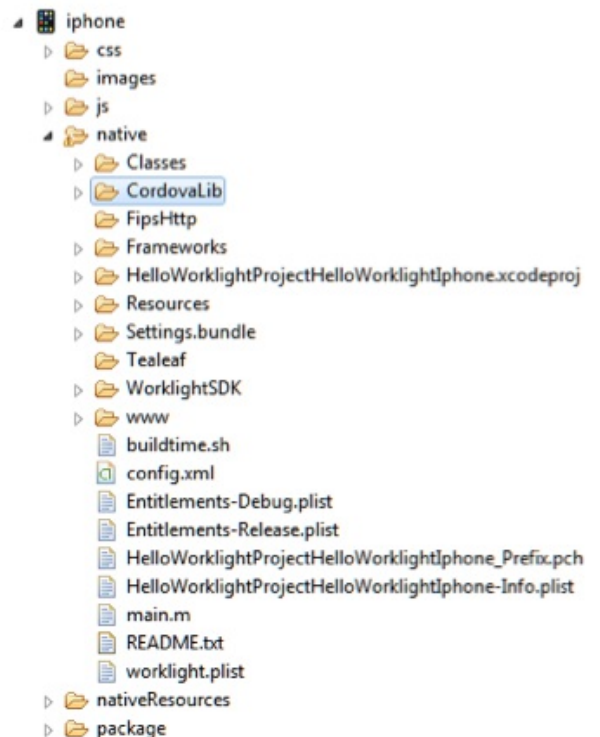 iphone
css
images
js
native
Classes
CordovaLib
FipsHttp
Frameworks
HelloWorklightProjectHelloWorklightIphone.xcodeproj
Resources
Settings.bundle
Tealeaf
WorklightSDK
www
buildtime.sh
config.xml
Entitlements-Debug.plist
Entitlements-Release.plist
HelloWorklightProjectHelloWorklightIphone_Prefix.pch
HelloWorklightProjectHelloWorklightIphone-Info.plist
main.m
README.txt
worklight.plist
nativeResources
package